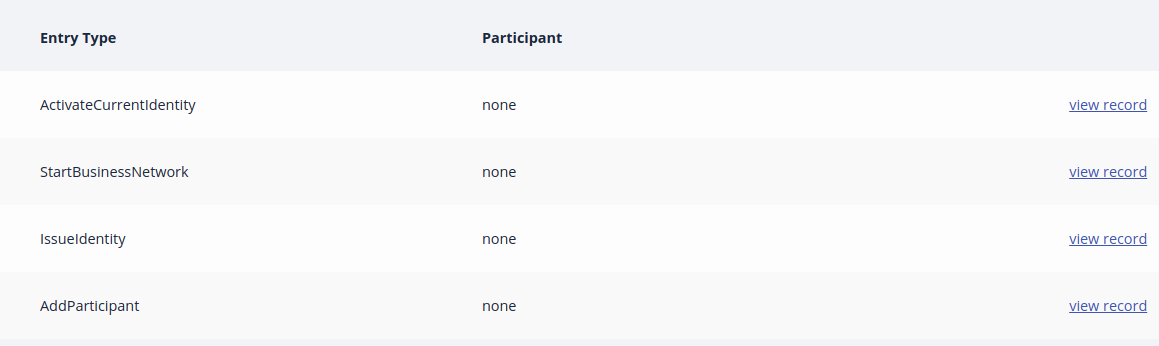 Entry Type Participant
ActivateCurrentIdentity none view record
StartBusinessNetwork none view record
IssueIdentity none view record
AddParticipant none view record